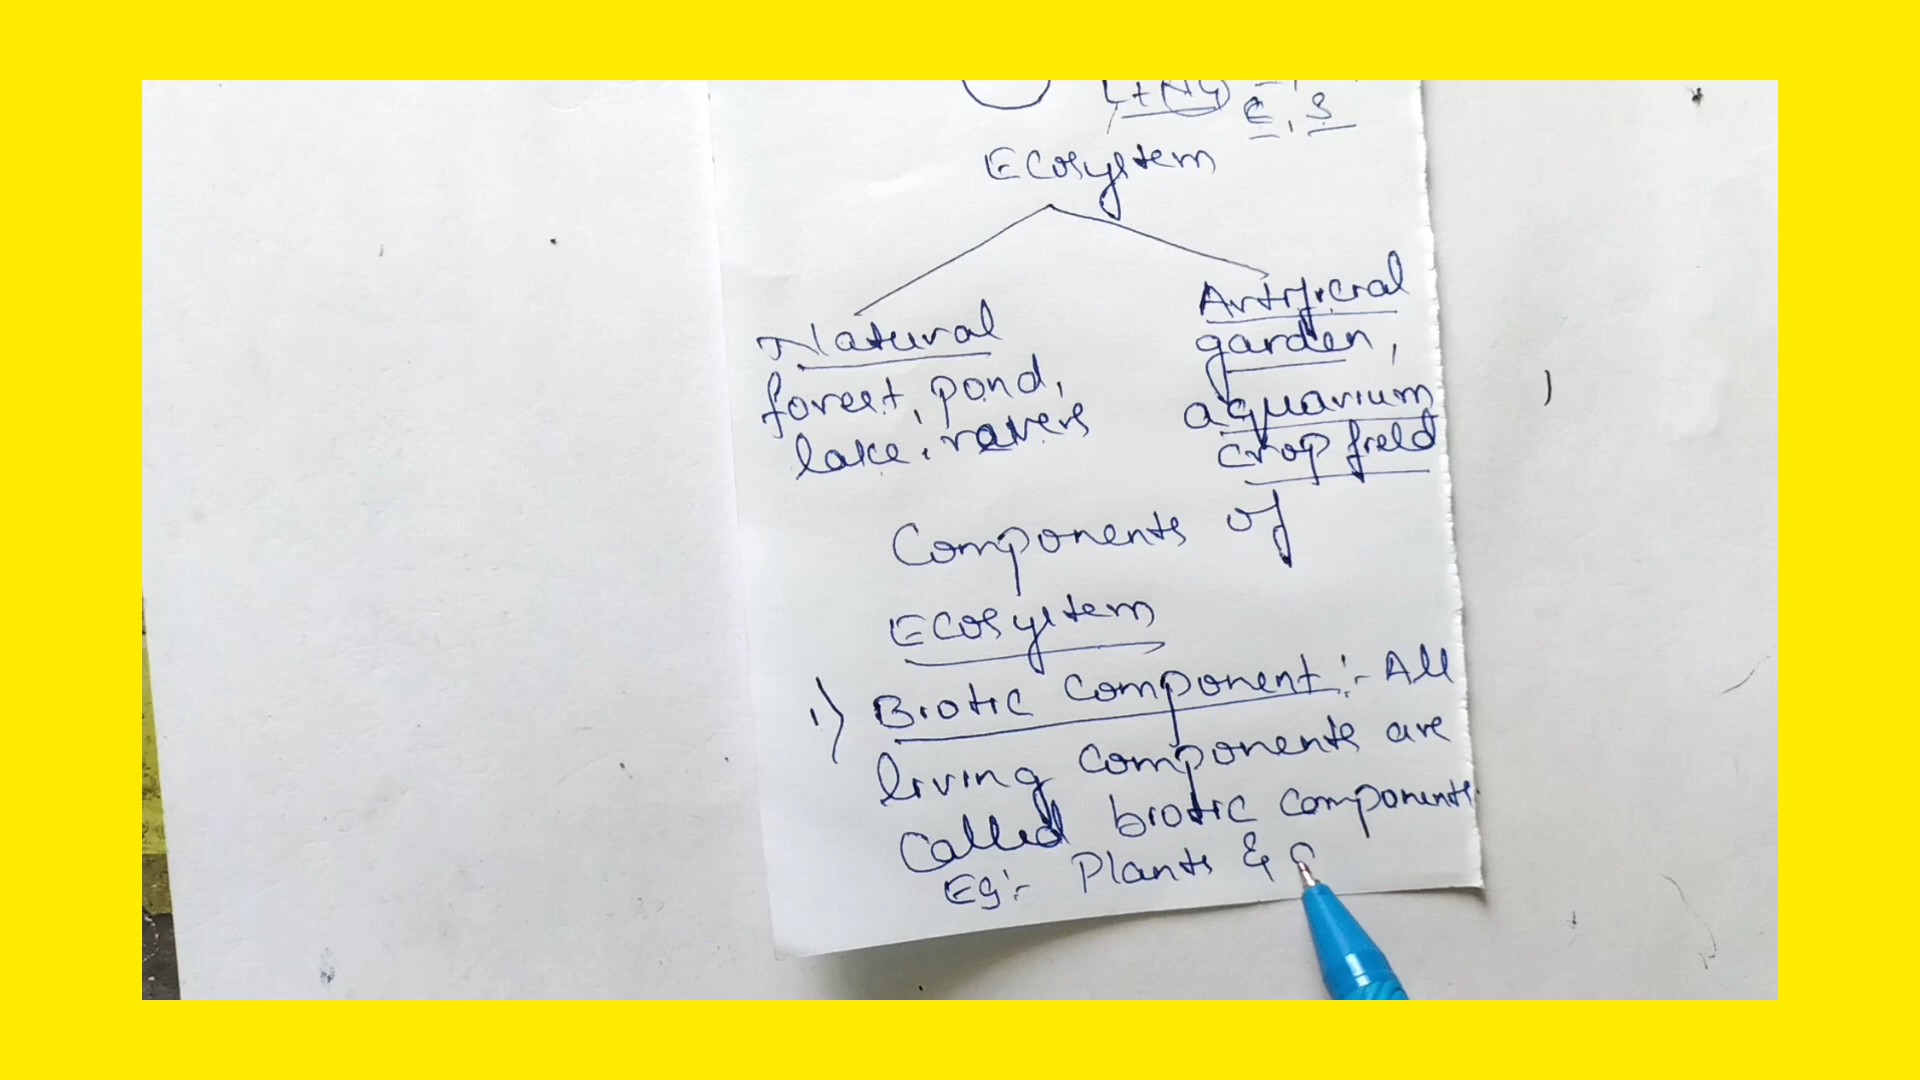 C, S
Ecosystem
Natural
forest, pond,
lake, ravers
Artificial
garden,
aquarium
crop field
Components of
Ecosystem
1) Biotic component :- All
living components are
called biotic components.
Eg:- Plants &